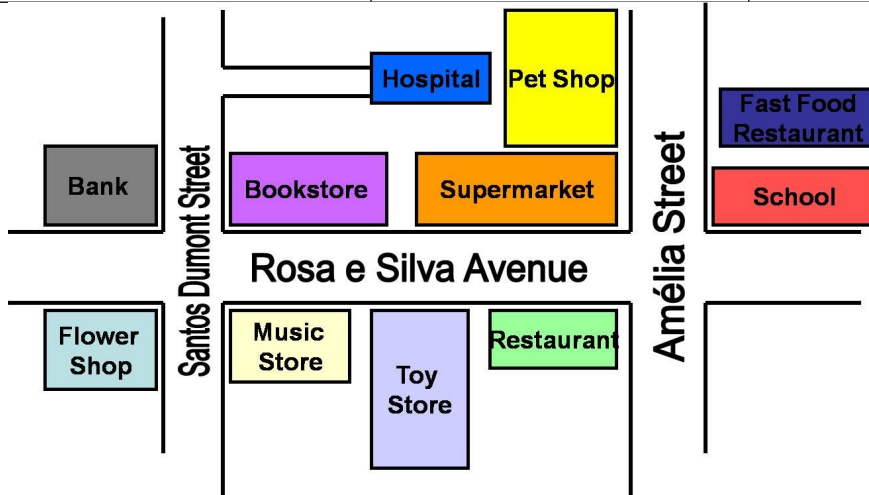 Hospital
Pet Shop
Fast Food
Restaurant
Bank
Bookstore
Supermarket
School
Santos Dumont Street
Rosa e Silva Avenue
Amélia Street
Flower
Shop
Music
Store
Toy
Store
Restaurant